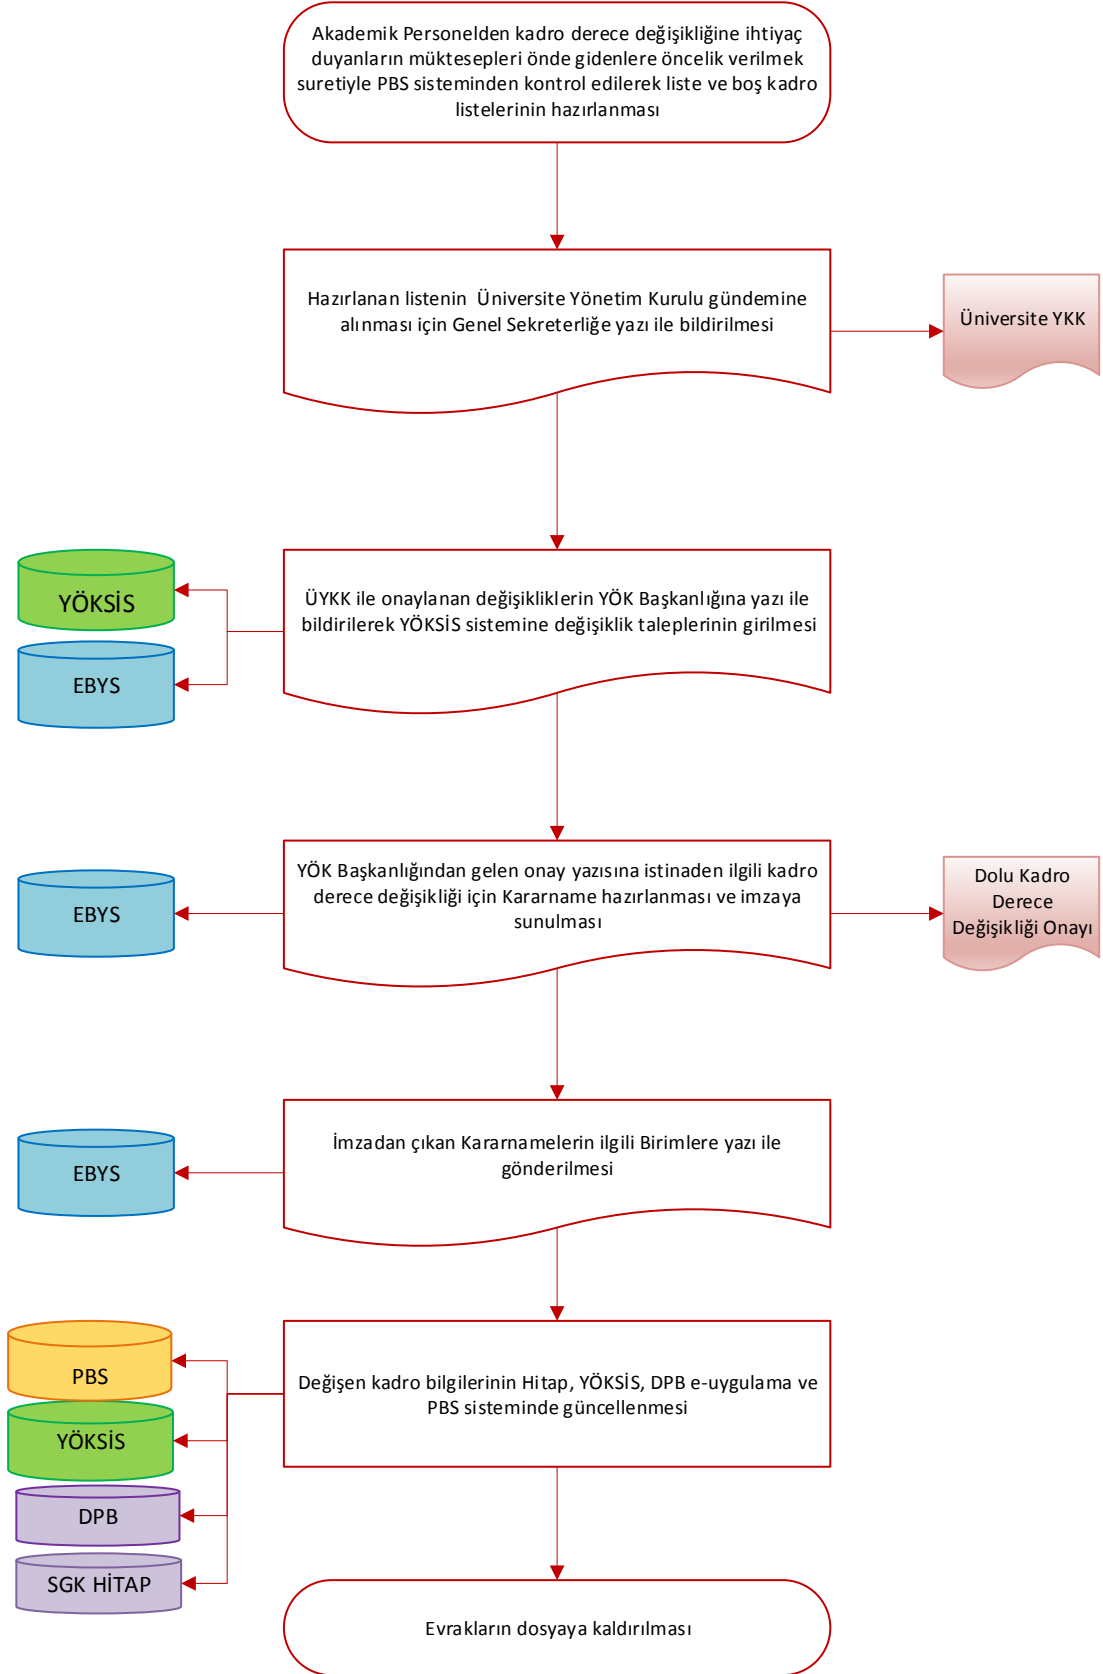 Akademik Personelden kadro derece değişikliğine ihtiyaç
duyanların müktesepleri önde gidenlere öncelik verilmek
suretiyle PBS sisteminden kontrol edilerek liste ve boş kadro
listelerinin hazırlanması
Hazırlanan listenin Üniversite Yönetim Kurulu gündemine
alınması için Genel Sekreterliğe yazı ile bildirilmesi
Üniversite YKK
YÖKSİS
EBYS
ÜYKK ile onaylanan değişikliklerin YÖK Başkanlığına yazı ile
bildirilerek YÖKSİS sistemine değişiklik taleplerinin girilmesi
EBYS
YÖK Başkanlığından gelen onay yazısına istinaden ilgili kadro
derece değişikliği için Kararname hazırlanması ve imzaya
sunulması
Dolu Kadro
Derece
Değişikliği Onayı
EBYS
İmzadan çıkan Kararnamelerin ilgili Birimlere yazı ile
gönderilmesi
PBS
YÖKSİS
DPB
SGK HİTAP
Değişen kadro bilgilerinin Hitap, YÖKSİS, DPB e-uygulama ve
PBS sisteminde güncellenmesi
Evrakların dosyaya kaldırılması